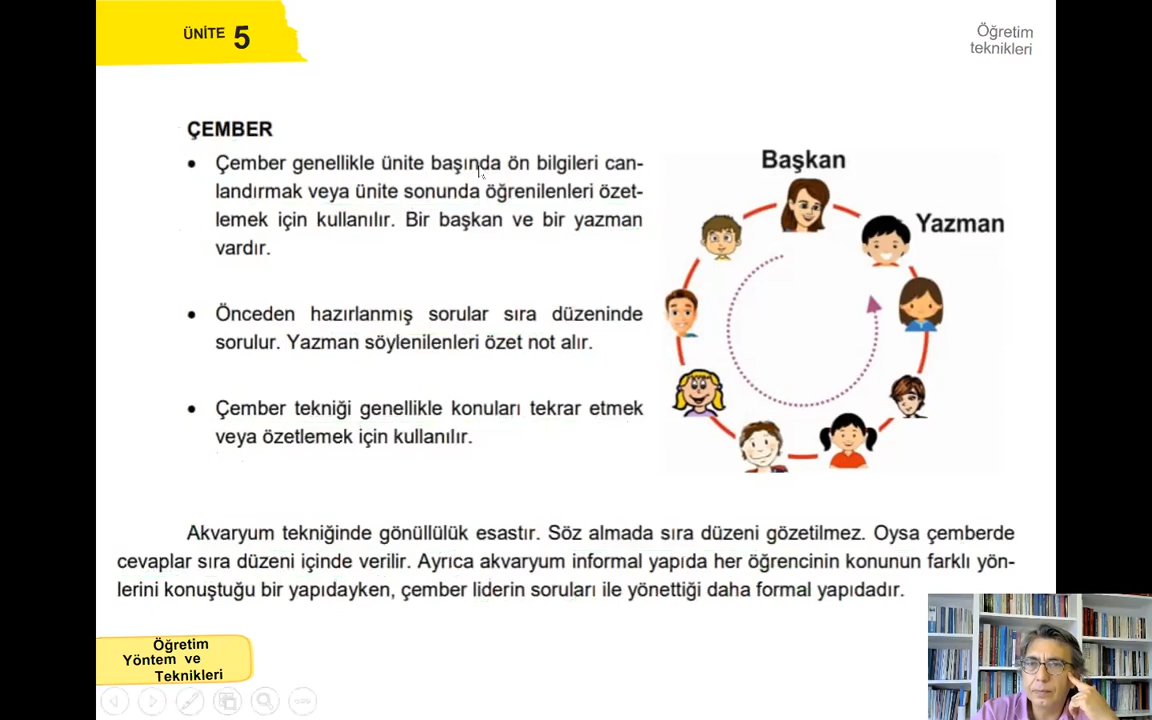 ÜNİTE 5
Öğretim
teknikleri
ÇEMBER
• Çember genellikle ünite başında ön bilgileri can-
landırmak veya ünite sonunda öğrenilenleri özet-
lemek için kullanılır. Bir başkan ve bir yazman
vardır.
• Önceden hazırlanmış sorular sıra düzeninde
sorulur. Yazman söylenilenleri özet not alır.
• Çember tekniği genellikle konuları tekrar etmek
veya özetlemek için kullanılır.
Başkan
Yazman
Akvaryum tekniğinde gönüllülük esastır. Söz almada sıra düzeni gözetilmez. Oysa çemberde
cevaplar sıra düzeni içinde verilir. Ayrıca akvaryum informal yapıda her öğrencinin konunun farklı yön-
lerini konuştuğu bir yapıdayken, çember liderin soruları ile yönettiği daha formal yapıdadır.
Öğretim
Yöntem ve
Teknikleri